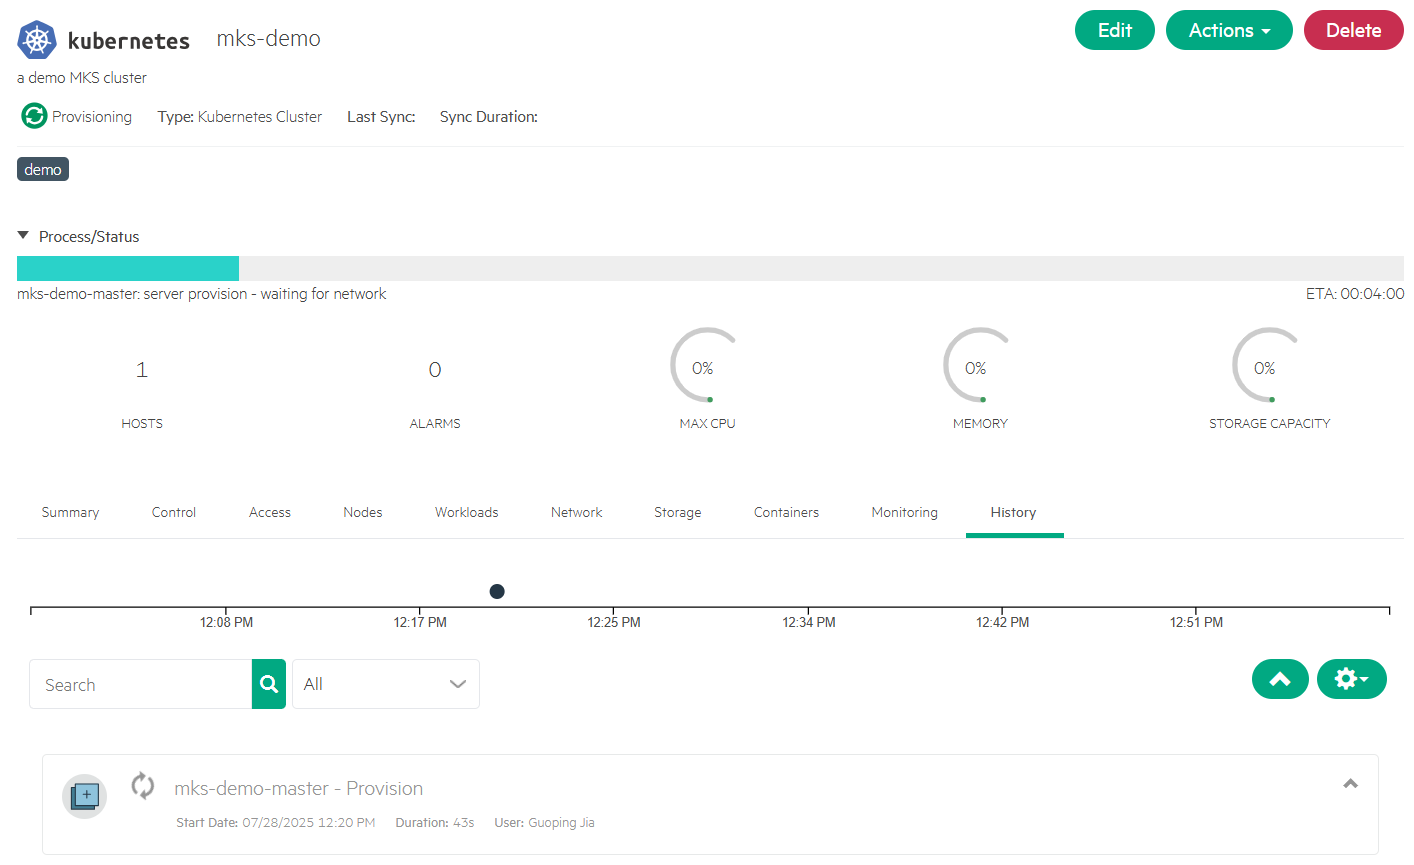 kubernetes mks-demo Edit Actions Delete
a demo MKS cluster
Provisioning Type: Kubernetes Cluster Last Sync: Sync Duration:
demo
Process/Status
mks-demo-master: server provision - waiting for network ETA: 00:04:00
1 0 0% 0% 0%
HOSTS ALARMS MAX CPU MEMORY STORAGE CAPACITY
Summary Control Access Nodes Workloads Network Storage Containers Monitoring History
12:08 PM 12:17 PM 12:25 PM 12:34 PM 12:42 PM 12:51 PM
Search All
mks-demo-master - Provision
Start Date: 07/28/2025 12:20 PM Duration: 43s User: Guoping Jia